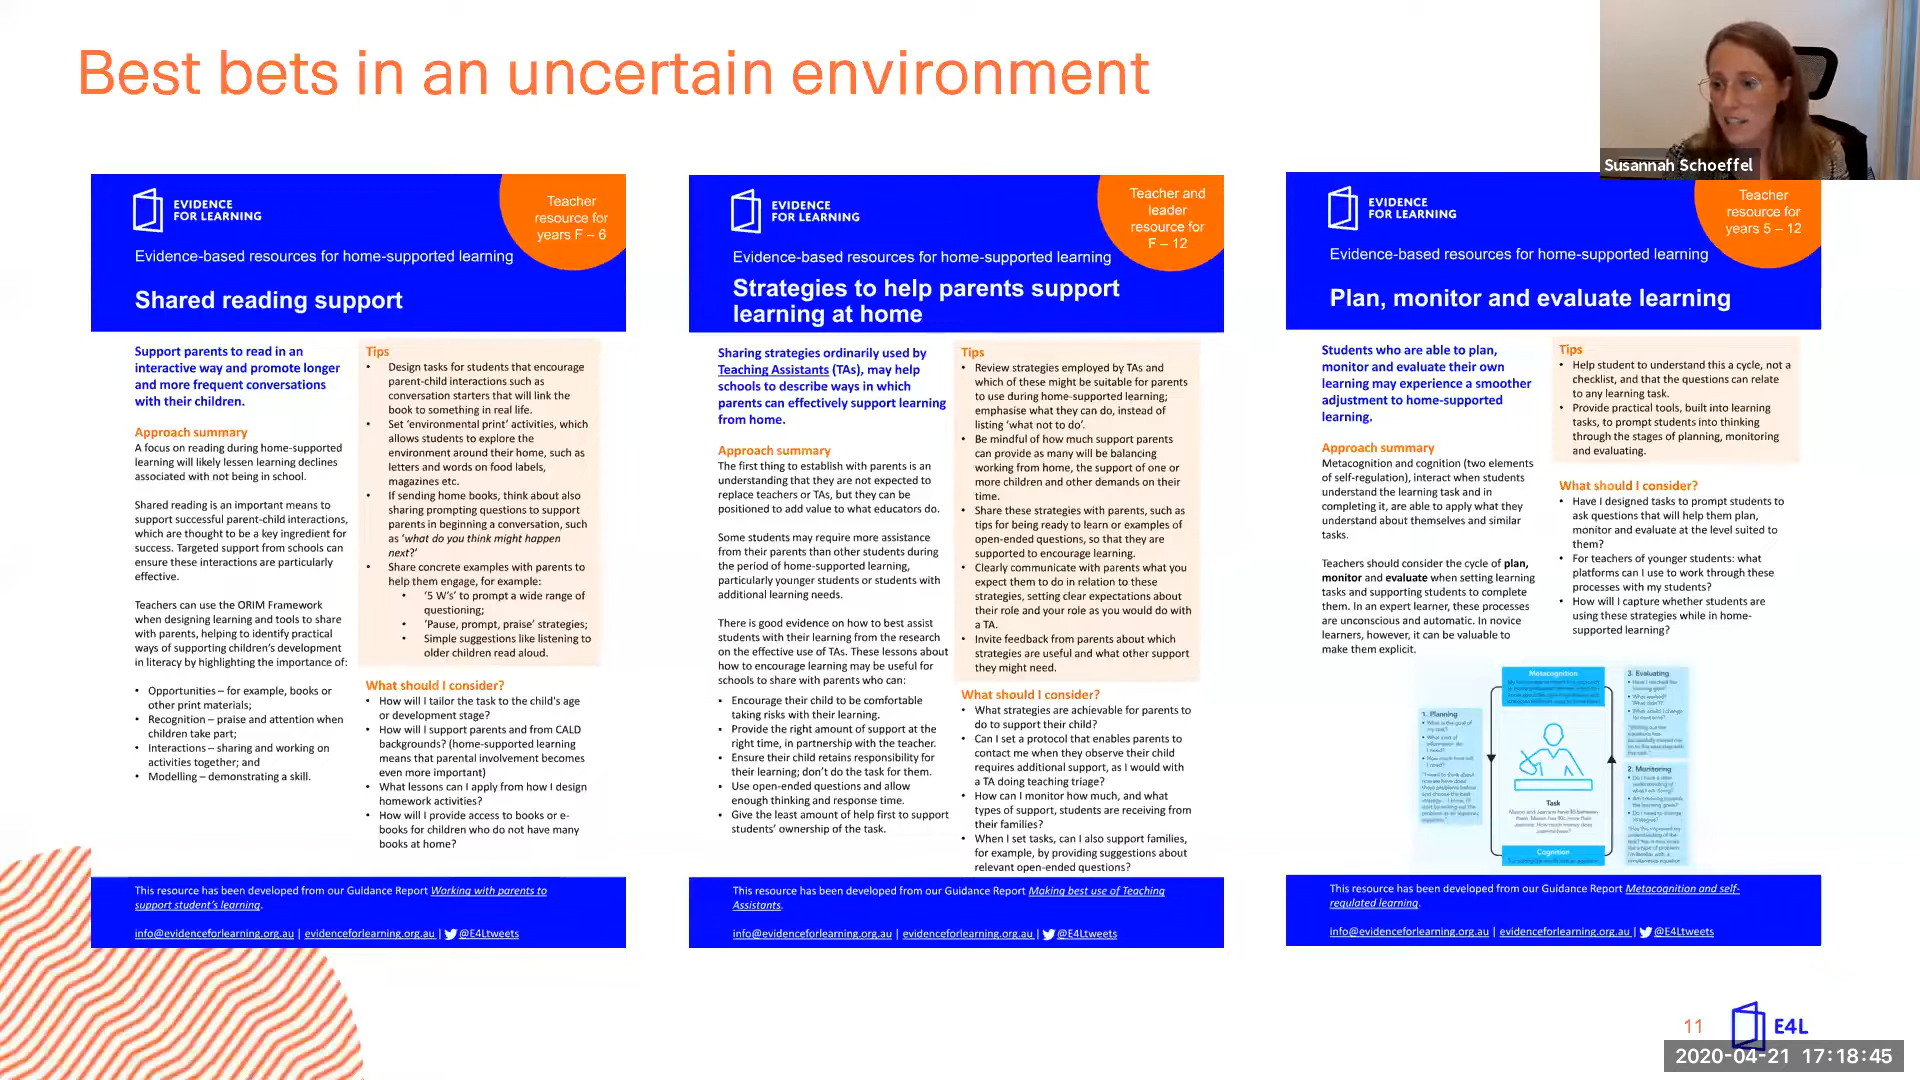 Best bets in an uncertain environment
Susannah Schoeffel
EVIDENCE
FOR LEARNING
Teacher
resource for
years F – 6
Evidence-based resources for home-supported learning
Shared reading support
Support parents to read in an
interactive way and promote longer
and more frequent conversations
with their children.
Approach summary
A focus on reading during home-supported
learning will likely lessen learning declines
associated with not being in school.
Shared reading is an important means to
support successful parent-child interactions,
which are thought to be a key ingredient for
success. Targeted support from schools can
ensure these interactions are particularly
effective.
Teachers can use the ORIM Framework
when designing learning and tools to share
with parents, helping to identify practical
ways of supporting children's development
in literacy by highlighting the importance of:
• Opportunities – for example, books or
other print materials;
• Recognition – praise and attention when
children take part;
• Interactions – sharing and working on
activities together; and
• Modelling – demonstrating a skill.
Tips
• Design tasks for students that encourage
parent-child interactions such as
conversation starters that will link the
book to something in real life.
• Set 'environmental print' activities, which
allows students to explore the
environment around their home, such as
letters and words on food labels,
magazines etc.
• If sending home books, think about also
sharing prompting questions to support
parents in beginning a conversation, such
as 'what do you think might happen
next?'
• Share concrete examples with parents to
help them engage, for example:
• '5 W's' to prompt a wide range of
questioning;
• 'Pause, prompt, praise' strategies;
• Simple suggestions like listening to
older children read aloud.
What should I consider?
• How will I tailor the task to the child's age
or development stage?
• How will I support parents and from CALD
backgrounds? (home-supported learning
means that parental involvement becomes
even more important)
• What lessons can I apply from how I design
homework activities?
• How will I provide access to books or e-
books for children who do not have many
books at home?
This resource has been developed from our Guidance Report Working with parents to
support student's learning.
info@evidenceforlearning.org.au | evidenceforlearning.org.au | @E4Ltweets
EVIDENCE
FOR LEARNING
Teacher and
leader
resource for
F – 12
Evidence-based resources for home-supported learning
Strategies to help parents support
learning at home
Sharing strategies ordinarily used by
Teaching Assistants (TAs), may help
schools to describe ways in which
parents can effectively support learning
from home.
Approach summary
The first thing to establish with parents is an
understanding that they are not expected to
replace teachers or TAs, but they can be
positioned to add value to what educators do.
Some students may require more assistance
from their parents than other students during
the period of home-supported learning,
particularly younger students or students with
additional learning needs.
There is good evidence on how to best assist
students with their learning from the research
on the effective use of TAs. These lessons about
how to encourage learning may be useful for
schools to share with parents who can:
• Encourage their child to be comfortable
taking risks with their learning.
• Provide the right amount of support at the
right time, in partnership with the teacher.
• Ensure their child retains responsibility for
their learning; don't do the task for them.
• Use open-ended questions and allow
enough thinking and response time.
• Give the least amount of help first to support
students' ownership of the task.
Tips
• Review strategies employed by TAs and
which of these might be suitable for parents
to use during home-supported learning;
emphasise what they can do, instead of
listing 'what not to do'.
• Be mindful of how much support parents
can provide as many will be balancing
working from home, the support of one or
more children and other demands on their
time.
• Share these strategies with parents, such as
tips for being ready to learn or examples of
open-ended questions, so that they are
supported to encourage learning.
• Clearly communicate with parents what you
expect them to do in relation to these
strategies, setting clear expectations about
their role and your role as you would do with
a TA.
• Invite feedback from parents about which
strategies are useful and what other support
they might need.
What should I consider?
• What strategies are achievable for parents to
do to support their child?
• Can I set a protocol that enables parents to
contact me when they observe their child
requires additional support, as I would with
a TA doing teaching triage?
• How can I monitor how much, and what
types of support, students are receiving from
their families?
• When I set tasks, can I also support families,
for example, by providing suggestions about
relevant open-ended questions?
This resource has been developed from our Guidance Report Making best use of Teaching
Assistants.
info@evidenceforlearning.org.au | evidenceforlearning.org.au | @E4Ltweets
EVIDENCE
FOR LEARNING
Teacher
resource for
years 5 – 12
Evidence-based resources for home-supported learning
Plan, monitor and evaluate learning
Students who are able to plan,
monitor and evaluate their own
learning may experience a smoother
adjustment to home-supported
learning.
Approach summary
Metacognition and cognition (two elements
of self-regulation), interact when students
understand the learning task and in
completing it, are able to apply what they
understand about themselves and similar
tasks.
Teachers should consider the cycle of plan,
monitor and evaluate when setting learning
tasks and supporting students to complete
them. In an expert learner, these processes
are unconscious and automatic. In novice
learners, however, it can be valuable to
make them explicit.
Tips
• Help student to understand this a cycle, not a
checklist, and that the questions can relate
to any learning task.
• Provide practical tools, built into learning
tasks, to prompt students into thinking
through the stages of planning, monitoring
and evaluating.
What should I consider?
• Have I designed tasks to prompt students to
ask questions that will help them plan,
monitor and evaluate at the level suited to
them?
• For teachers of younger students: what
platforms can I use to work through these
processes with my students?
• How will I capture whether students are
using these strategies while in home-
supported learning?
Metacognition
1. Planning
3. Evaluating
2. Monitoring
Task
Cognition
This resource has been developed from our Guidance Report Metacognition and self-
regulated learning.
info@evidenceforlearning.org.au | evidenceforlearning.org.au | @E4Ltweets
11
E4L
2020-04-21 17:18:45